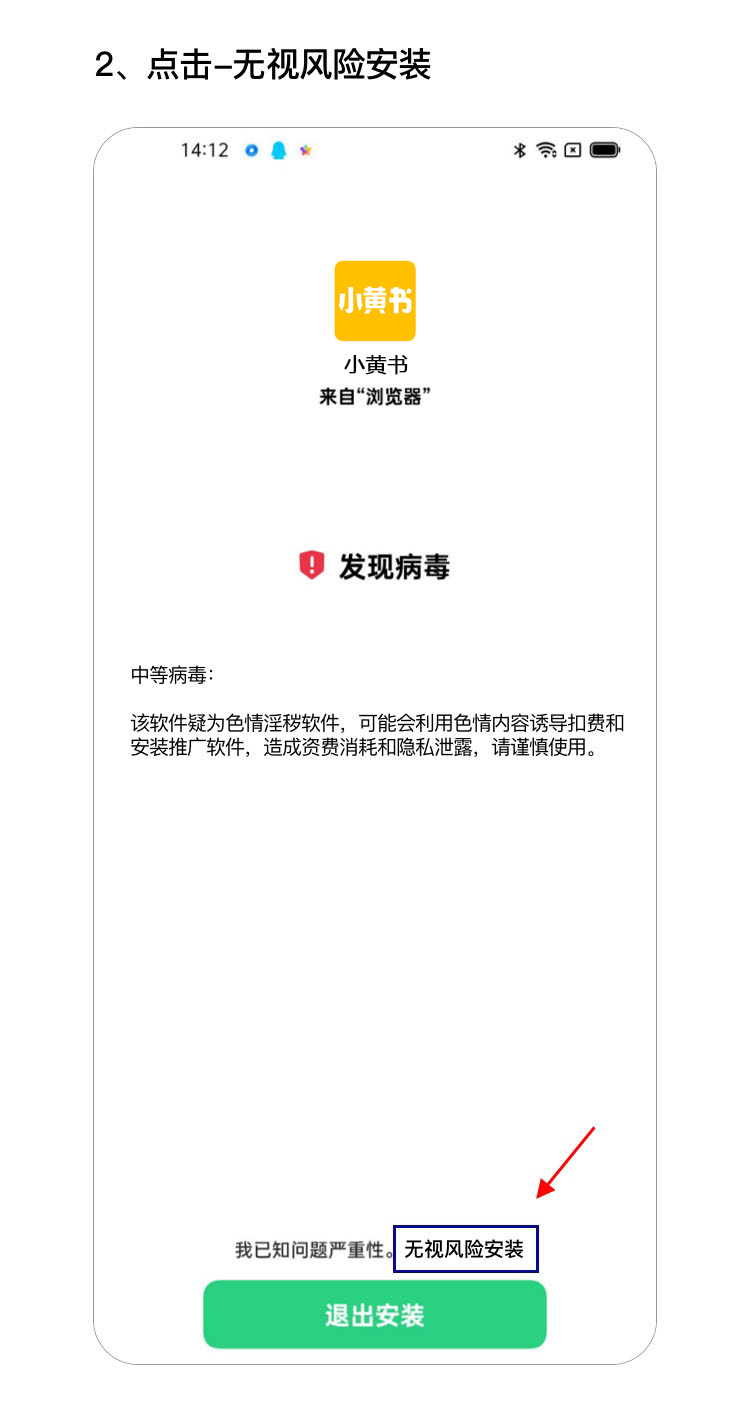 2、点击–无视风险安装
14:12
小黄书
小黄书
来自“浏览器”
发现病毒
中等病毒：
该软件疑为色情淫秽软件，可能会利用色情内容诱导扣费和
安装推广软件，造成资费消耗和隐私泄露，请谨慎使用。
我已知问题严重性。无视风险安装
退出安装